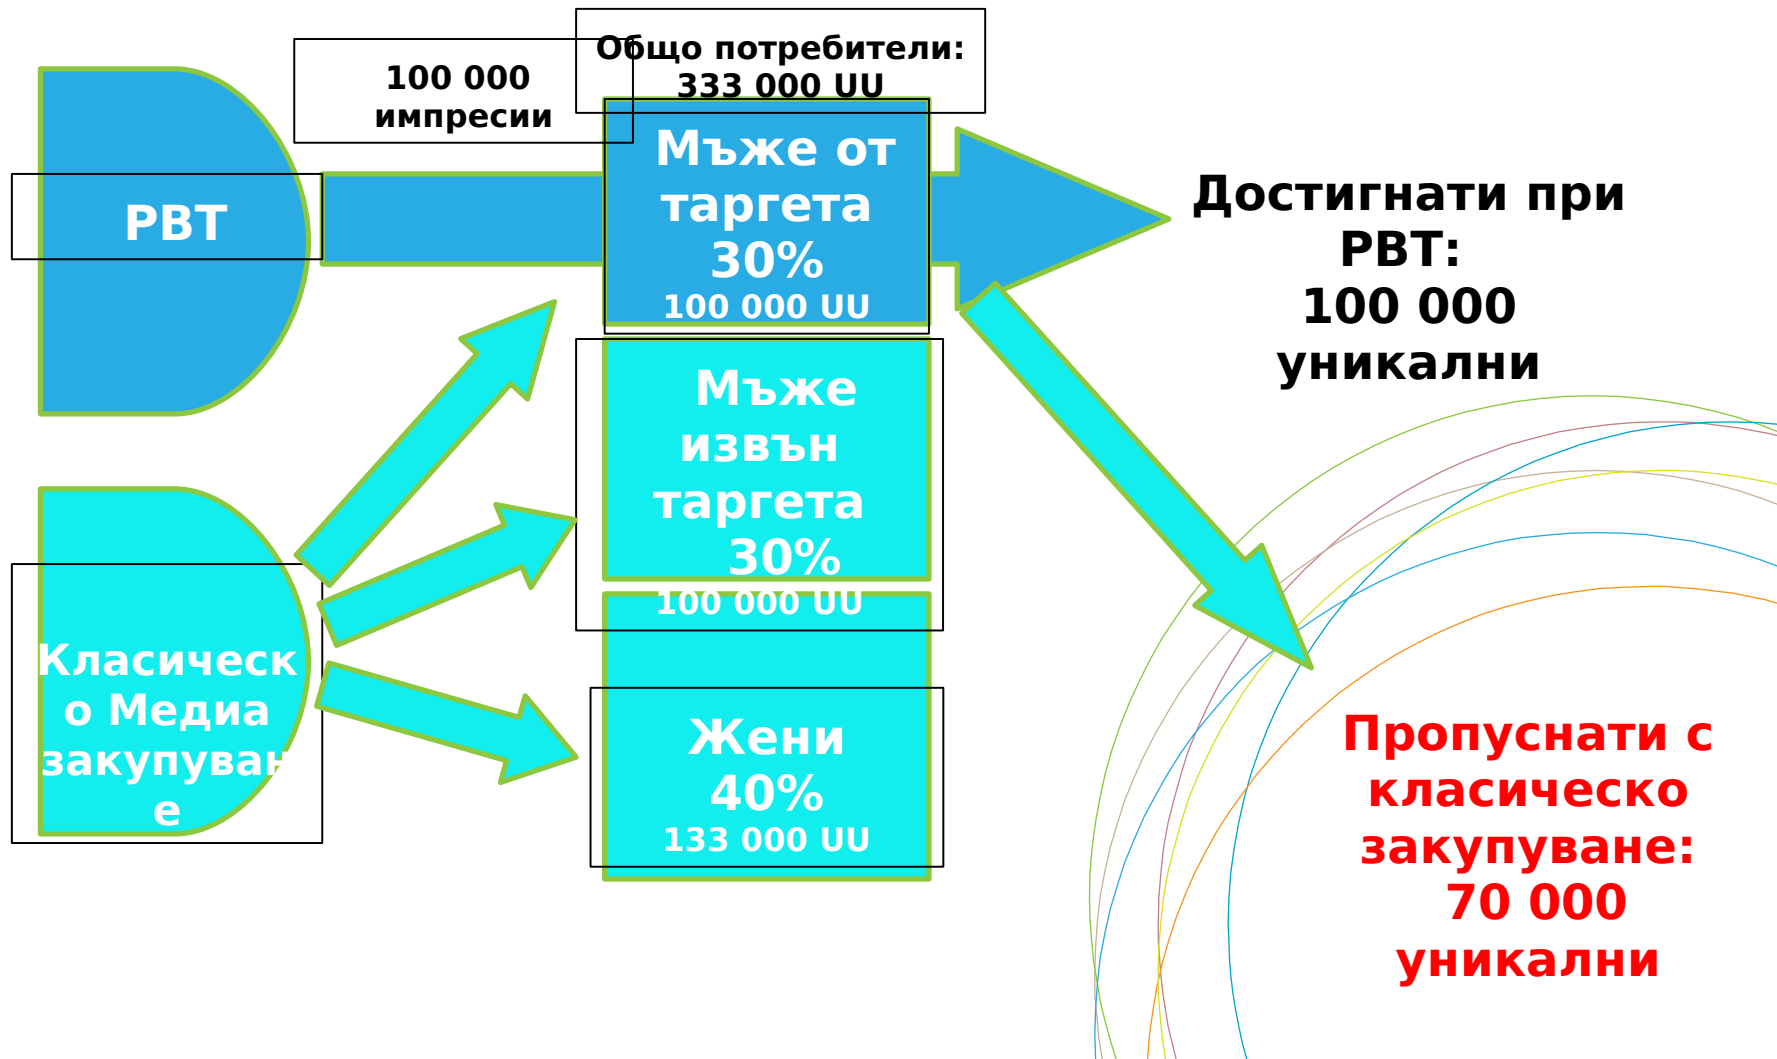 100 000
импресии
Общо потребители:
333 000 UU
РВТ
Мъже от
таргета
30%
100 000 UU
Достигнати при
РВТ:
100 000
уникални
Мъже
извън
таргета
30%
100 000 UU
Класическ
о Медиа
закупуван
е
Жени
40%
133 000 UU
Пропуснати с
класическо
закупуване:
70 000
уникални